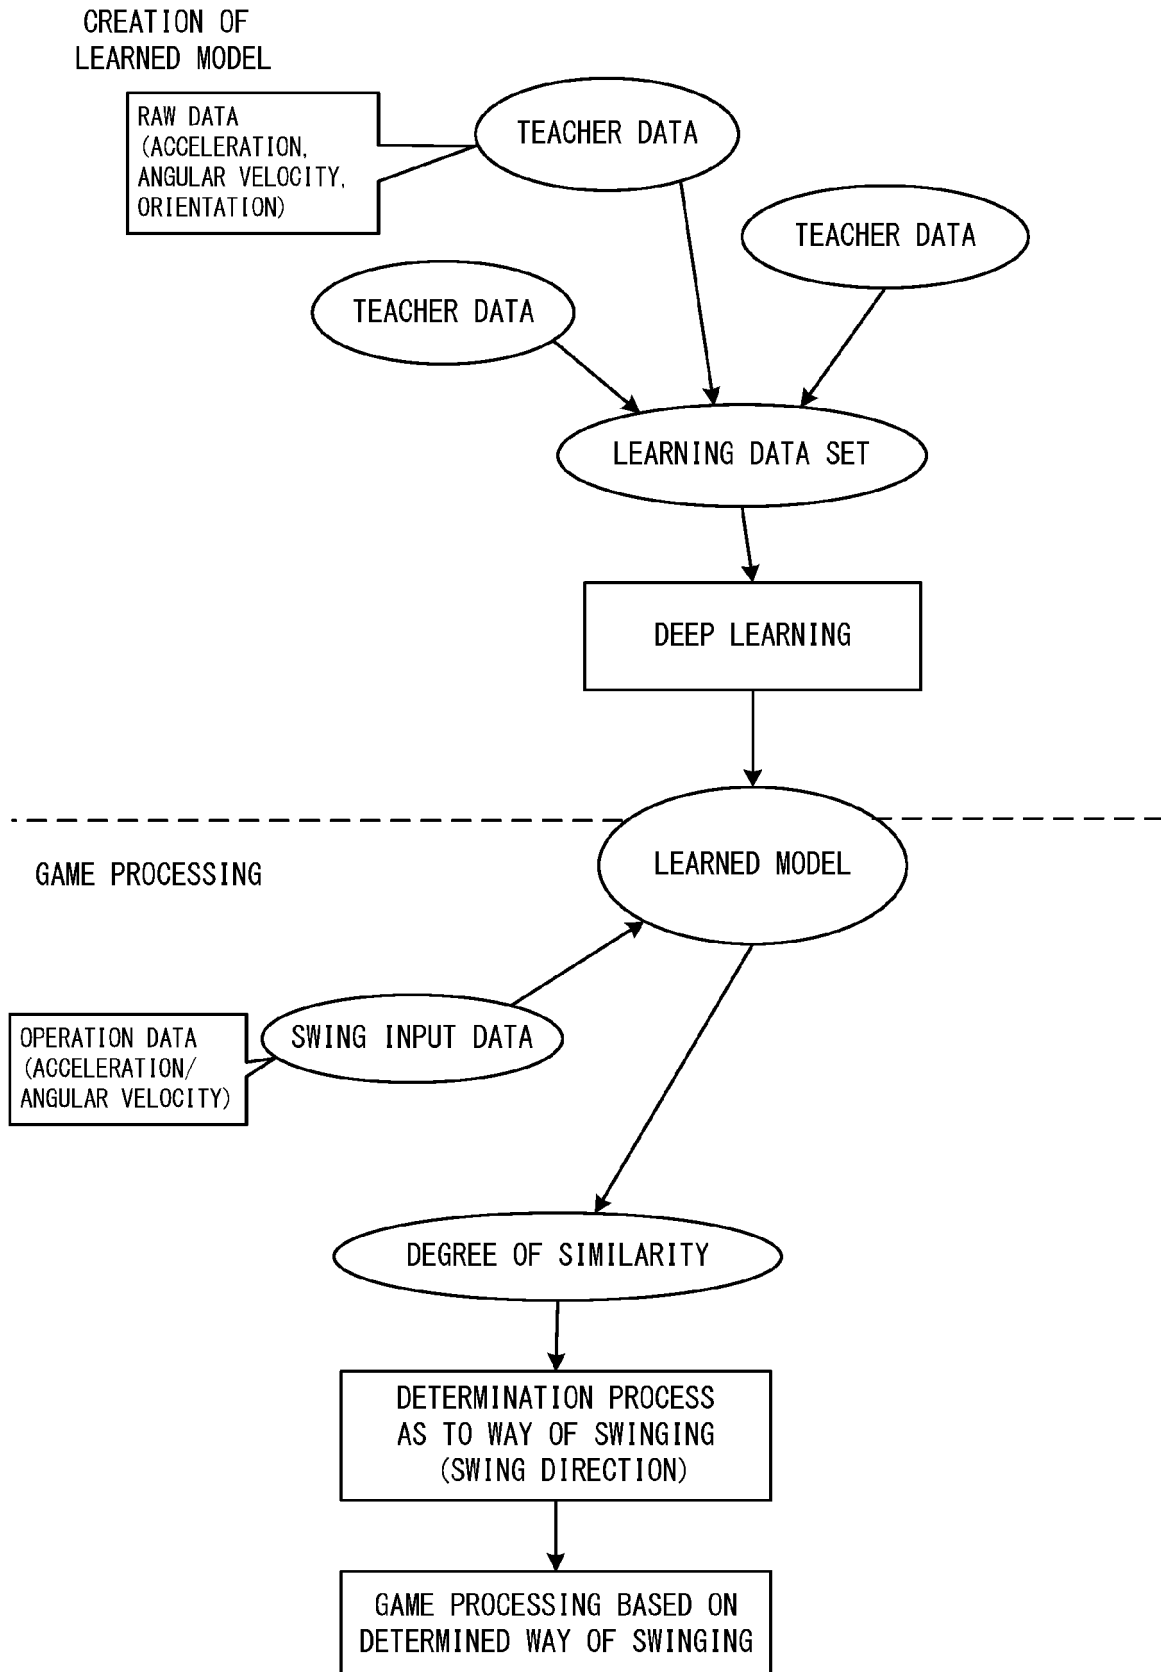 CREATION OF
LEARNED MODEL
RAW DATA
(ACCELERATION,
ANGULAR VELOCITY,
ORIENTATION)
TEACHER DATA
TEACHER DATA
TEACHER DATA
LEARNING DATA SET
DEEP LEARNING
LEARNED MODEL
GAME PROCESSING
SWING INPUT DATA
OPERATION DATA
(ACCELERATION/
ANGULAR VELOCITY)
DEGREE OF SIMILARITY
DETERMINATION PROCESS
AS TO WAY OF SWINGING
(SWING DIRECTION)
GAME PROCESSING BASED ON
DETERMINED WAY OF SWINGING